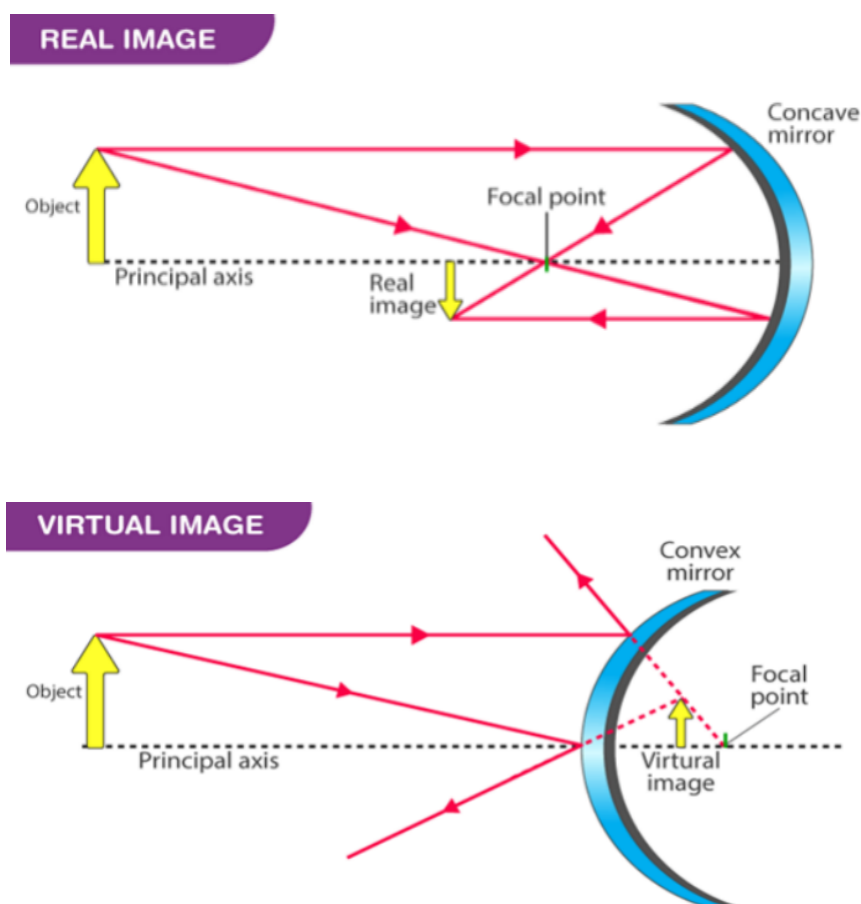 REAL IMAGE
Concave
mirror
Focal point
Object
Principal axis
Real
image
VIRTUAL IMAGE
Convex
mirror
Focal
point
Object
Principal axis
Virtural
image